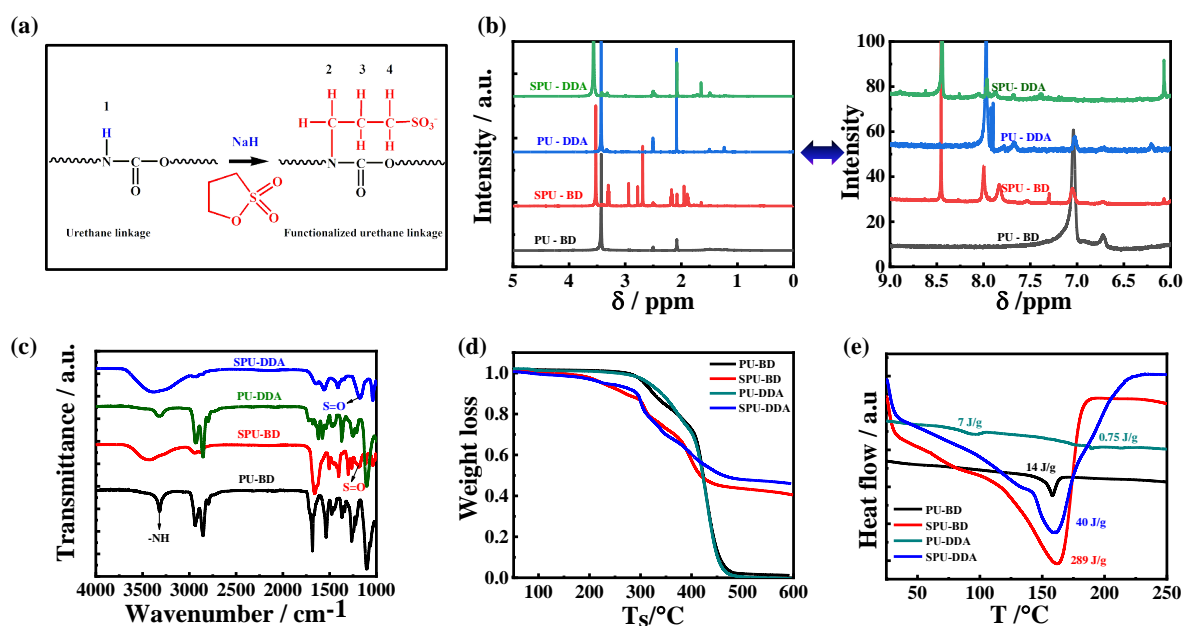 (a)
2 3 4
H H H
1
H
H C C C SO₃⁻
H H
N C O
O
NaH
N C O
O
O
S O
O
Urethane linkage
Functionalized urethane linkage
(b)
Intensity / a.u.
SPU - DDA
PU - DDA
SPU - BD
PU - BD
5 4 3 2 1 0
δ / ppm
Intensity
100
80
60
40
20
0
SPU - DDA
PU - DDA
SPU - BD
PU - BD
9.0 8.5 8.0 7.5 7.0 6.5 6.0
δ /ppm
(c)
Transmittance / a.u.
SPU-DDA
S=O
PU-DDA
SPU-BD
S=O
PU-BD
-NH
4000 3500 3000 2500 2000 1500 1000
Wavenumber / cm-1
(d)
Weight loss
1.0
0.8
0.6
0.4
0.2
0.0
PU-BD
SPU-BD
PU-DDA
SPU-DDA
100 200 300 400 500 600
Ts/°C
(e)
Heat flow / a.u
7 J/g
0.75 J/g
14 J/g
40 J/g
289 J/g
PU-BD
SPU-BD
PU-DDA
SPU-DDA
50 100 150 200 250
T /°C